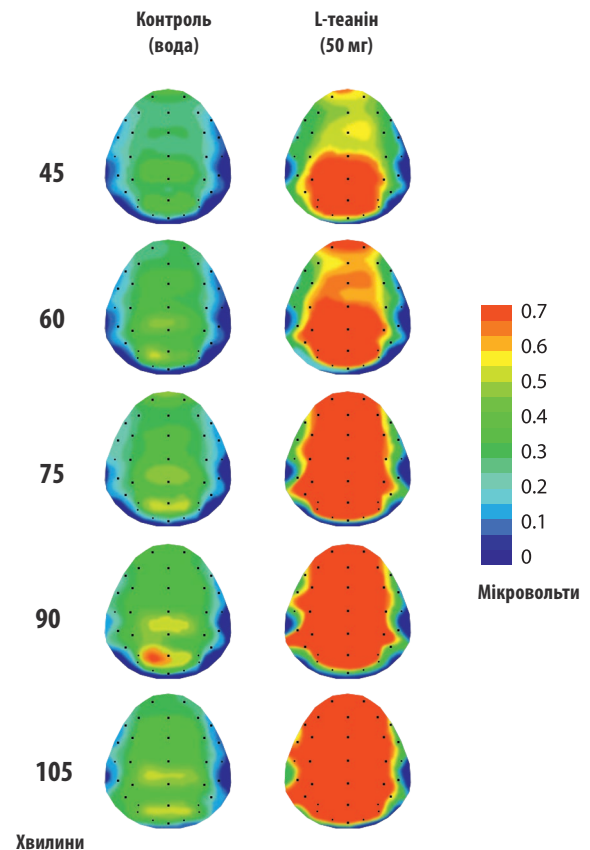 Контроль
(вода)
L-теанін
(50 мг)
45
60
75
90
105
Хвилини
0.7
0.6
0.5
0.4
0.3
0.2
0.1
0
Мікровольти